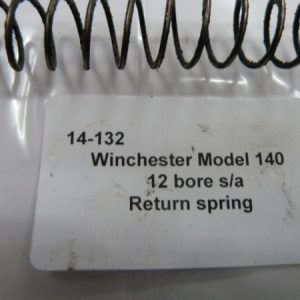 14-132
Winchester Model 140
12 bore s/a
Return spring